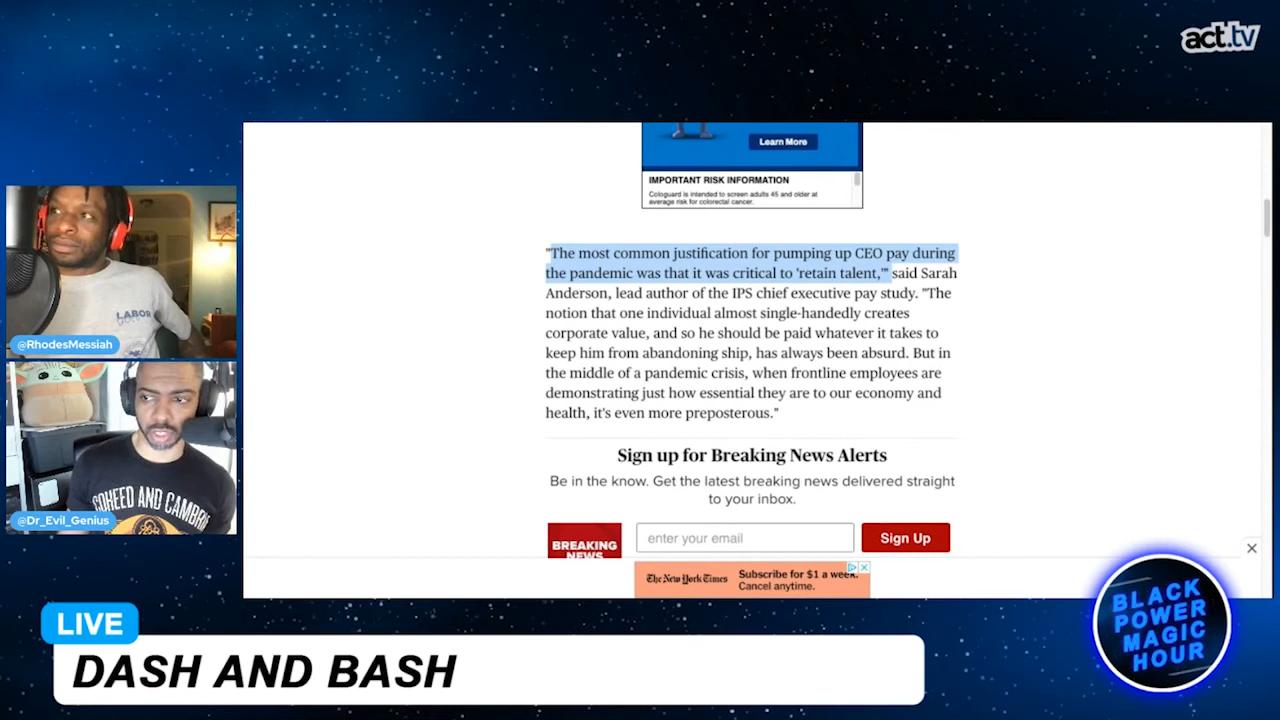 act.tv
Learn More
IMPORTANT RISK INFORMATION
Cologuard is intended to screen adults 45 and older at
average risk for colorectal cancer.
"The most common justification for pumping up CEO pay during
the pandemic was that it was critical to 'retain talent,'" said Sarah
Anderson, lead author of the IPS chief executive pay study. "The
notion that one individual almost single-handedly creates
corporate value, and so he should be paid whatever it takes to
keep him from abandoning ship, has always been absurd. But in
the middle of a pandemic crisis, when frontline employees are
demonstrating just how essential they are to our economy and
health, it's even more preposterous."
Sign up for Breaking News Alerts
Be in the know. Get the latest breaking news delivered straight
to your inbox.
BREAKING
NEWS
enter your email
Sign Up
The New York Times
Subscribe for $1 a week.
Cancel anytime.
LABOR
@RhodesMessiah
COHEED AND CAMBRIA
@Dr_Evil_Genius
LIVE
DASH AND BASH
BLACK
POWER
MAGIC
HOUR